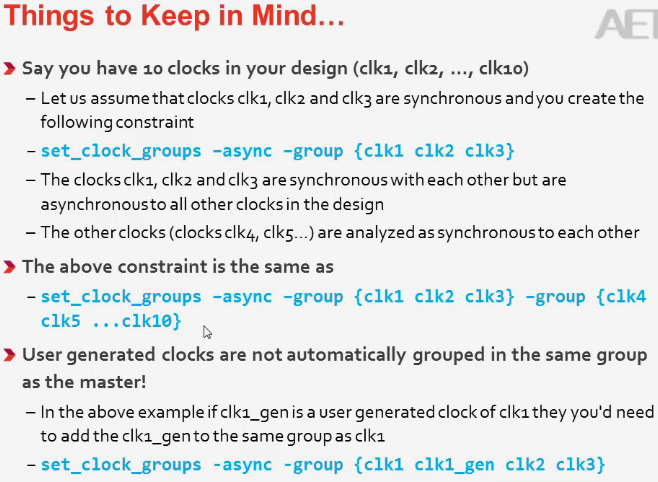 Things to Keep in Mind...
Say you have 10 clocks in your design (clk1, clk2, ..., clk10)
– Let us assume that clocks clk1, clk2 and clk3 are synchronous and you create the
following constraint
– set_clock_groups –async –group {clk1 clk2 clk3}
– The clocks clk1, clk2 and clk3 are synchronous with each other but are
asynchronous to all other clocks in the design
– The other clocks (clocks clk4, clk5...) are analyzed as synchronous to each other
The above constraint is the same as
– set_clock_groups –async –group {clk1 clk2 clk3} –group {clk4
clk5 ...clk10}
User generated clocks are not automatically grouped in the same group
as the master!
– In the above example if clk1_gen is a user generated clock of clk1 they you'd need
to add the clk1_gen to the same group as clk1
– set_clock_groups -async -group {clk1 clk1_gen clk2 clk3}